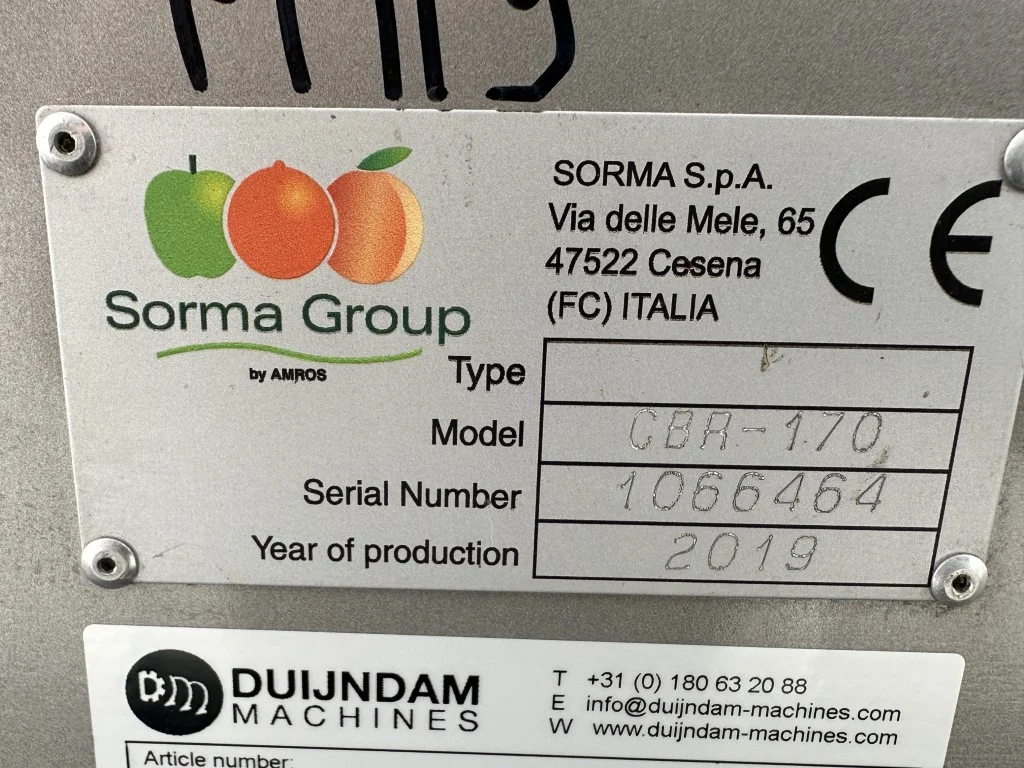 SORMA S.p.A.
Via delle Mele, 65
47522 Cesena
(FC) ITALIA
CE
Sorma Group
by AMROS
Type
Model CBR-170
Serial Number 1066464
Year of production 2019
DM
DUIJNDAM
MACHINES
T +31 (0) 180 63 20 88
E info@duijndam-machines.com
W www.duijndam-machines.com
Article number: